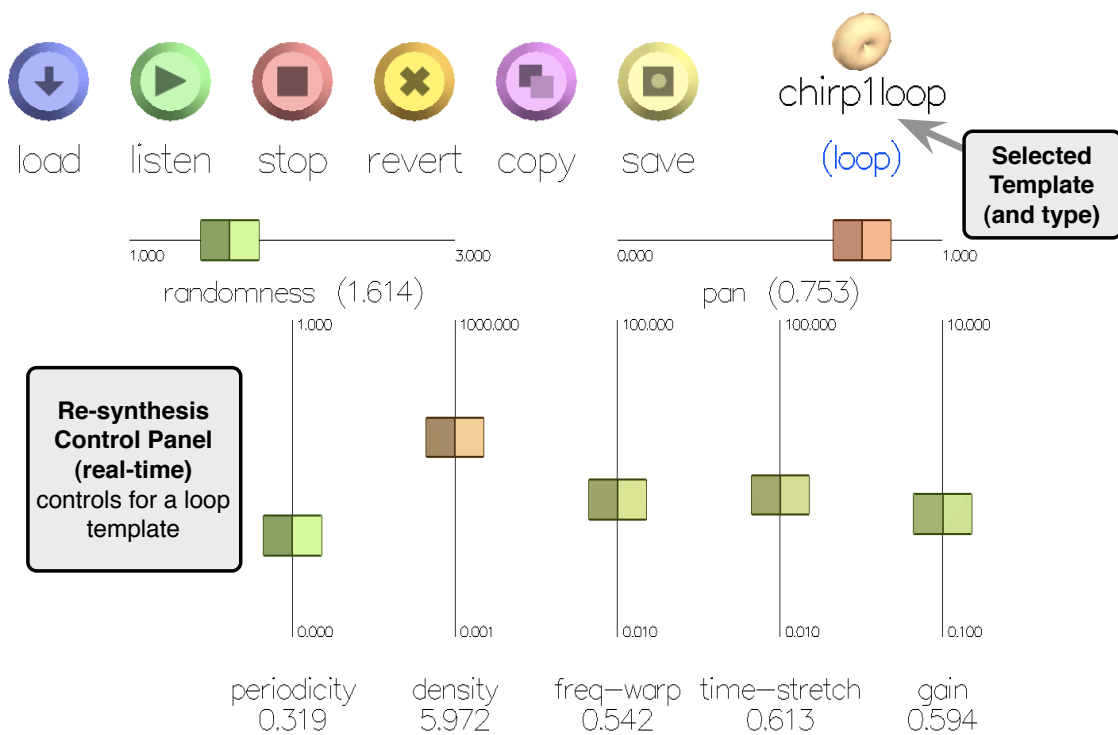 chirp1loop
load listen stop revert copy save
(loop)
Selected
Template
(and type)
1.000 3.000
randomness (1.614)
0.000 1.000
pan (0.753)
1.000 1000.000 100.000 100.000 10.000
Re-synthesis
Control Panel
(real-time)
controls for a loop
template
0.000 0.001 0.010 0.010 0.100
periodicity density freq-warp time-stretch gain
0.319 5.972 0.542 0.613 0.594